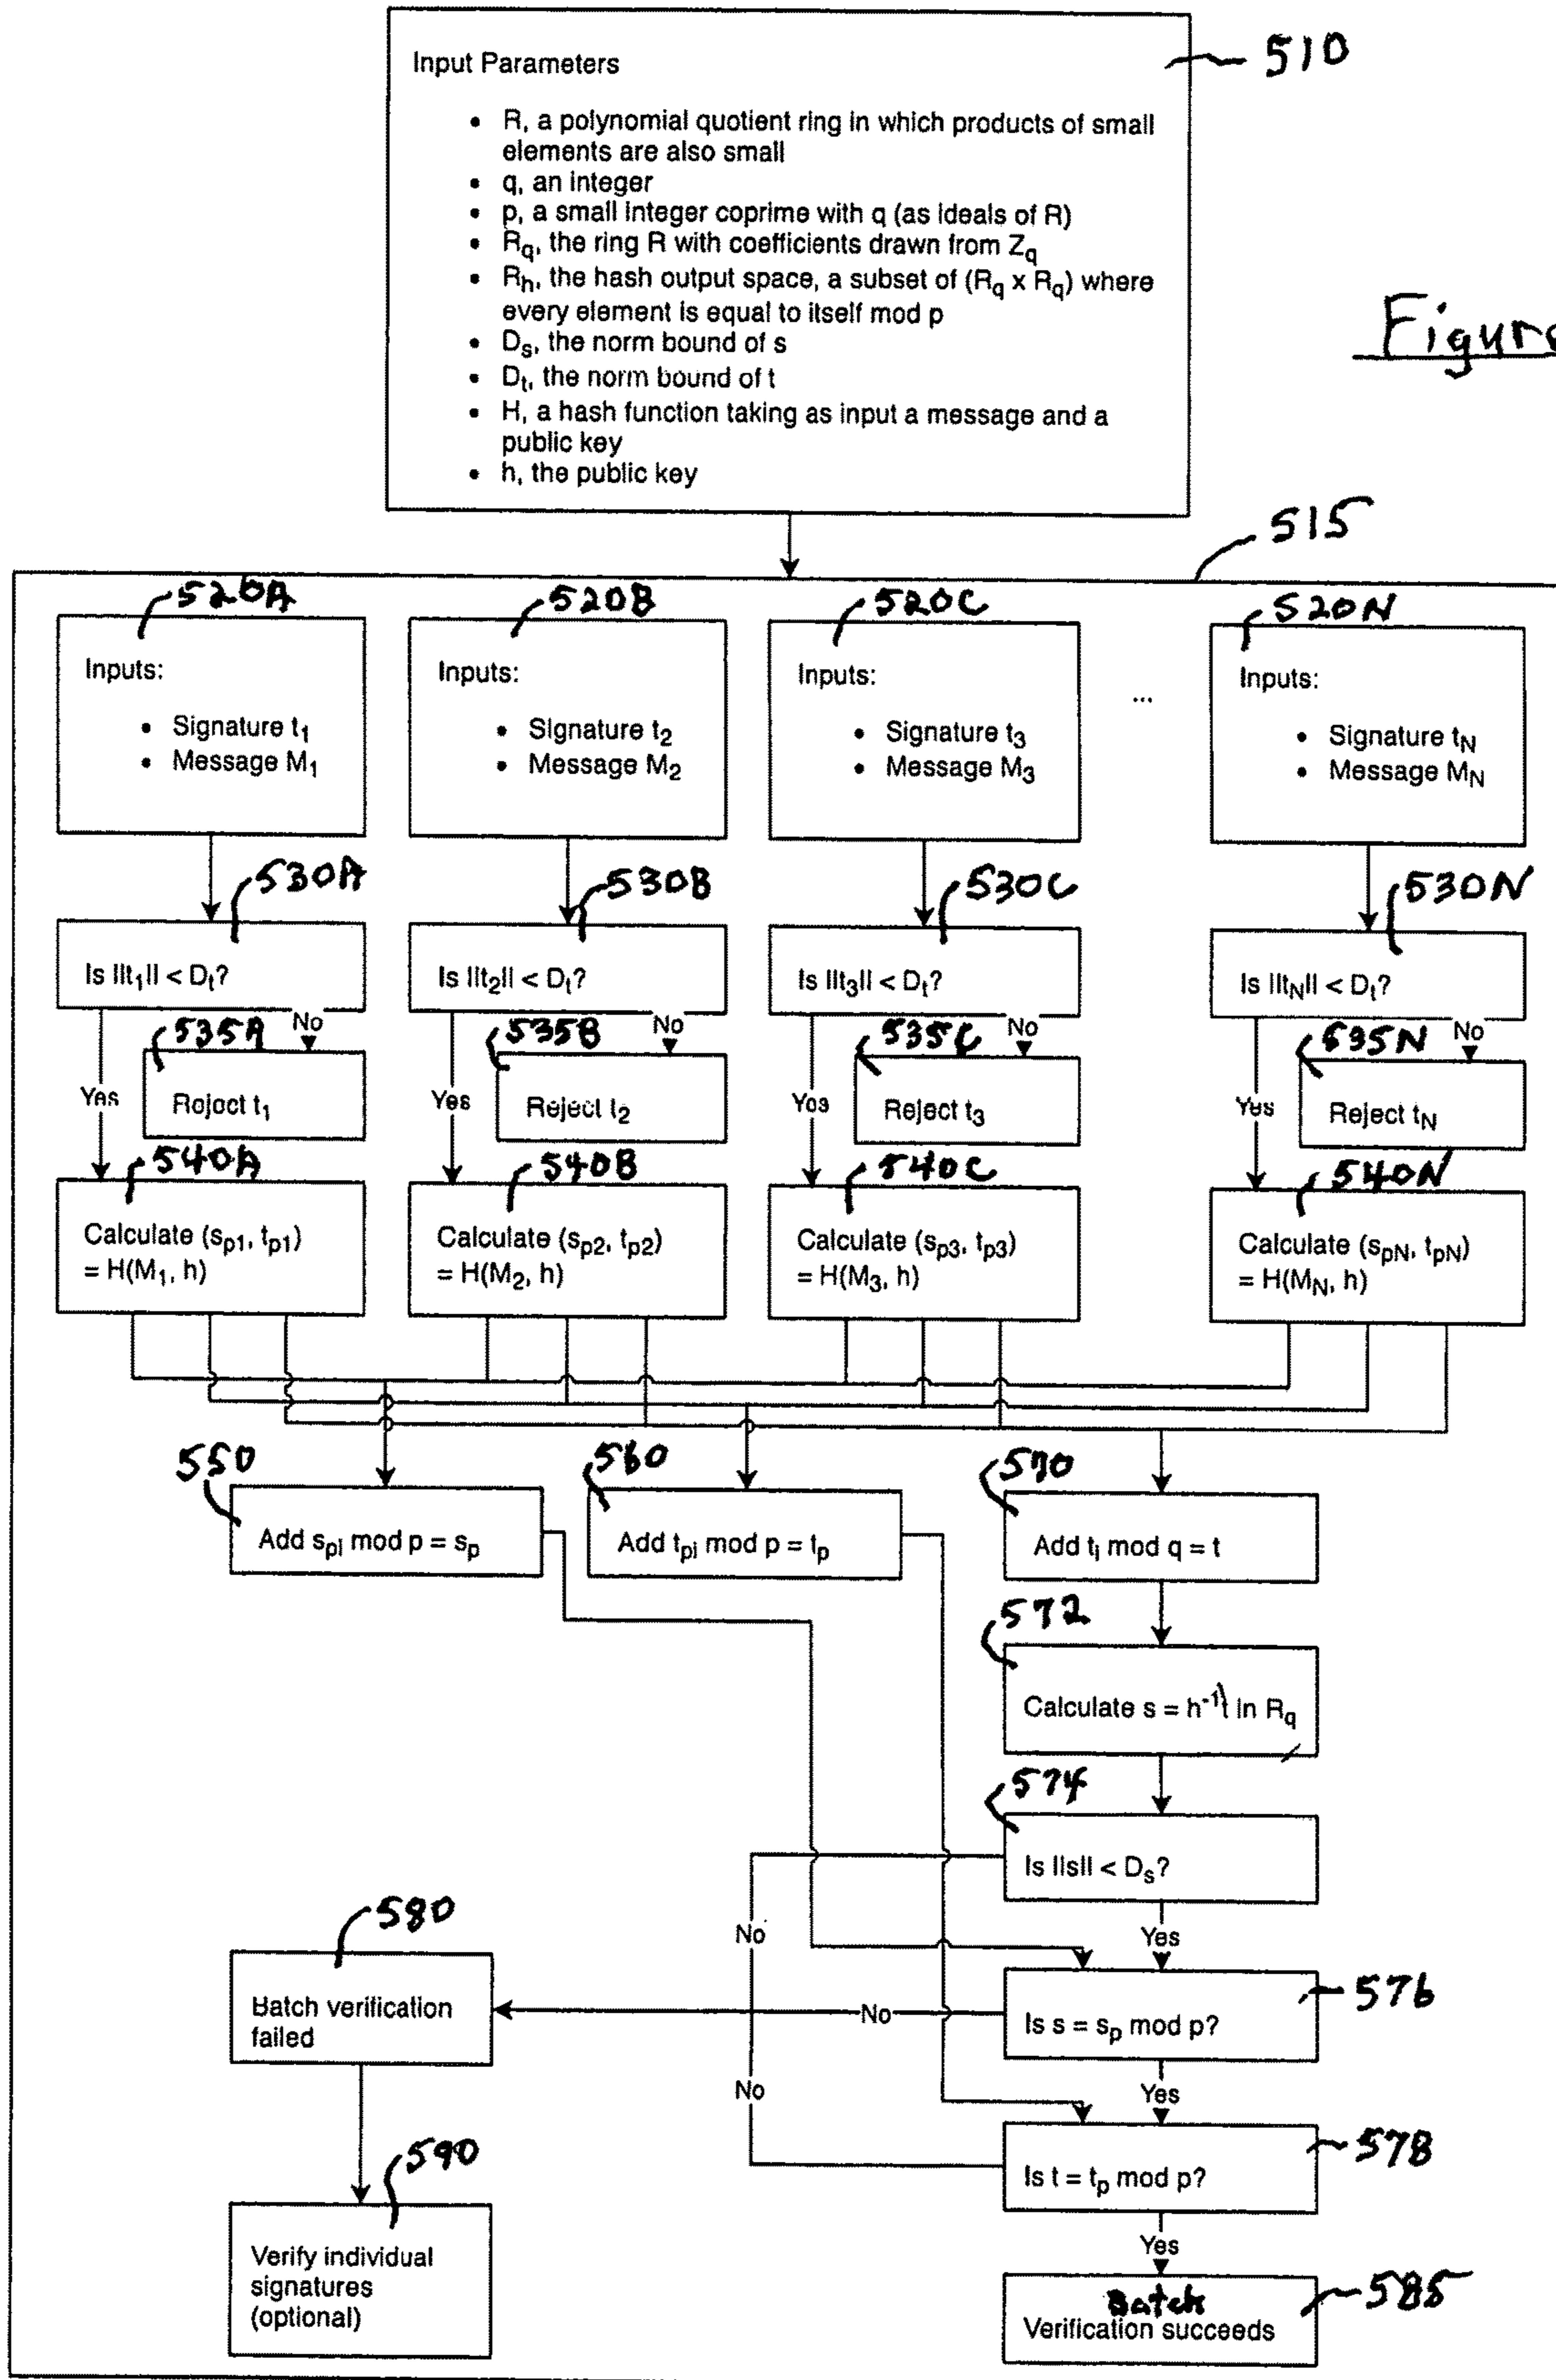 510
Input Parameters
• R, a polynomial quotient ring in which products of small
elements are also small
• q, an integer
• p, a small integer coprime with q (as ideals of R)
• Rq, the ring R with coefficients drawn from Zq
• Rh, the hash output space, a subset of (Rq x Rq) where
every element is equal to itself mod p
• Ds, the norm bound of s
• Dt, the norm bound of t
• H, a hash function taking as input a message and a
public key
• h, the public key
Figure
515
520A 520B 520C 520N
Inputs: Inputs: Inputs: ... Inputs:
• Signature t1 • Signature t2 • Signature t3 • Signature tN
• Message M1 • Message M2 • Message M3 • Message MN
530A 530B 530C 530N
Is ||t1|| < Dt? Is ||t2|| < Dt? Is ||t3|| < Dt? Is ||tN|| < Dt?
535A No 535B No 535C No 535N No
Yes Reject t1 Yes Reject t2 Yes Reject t3 Yes Reject tN
540A 540B 540C 540N
Calculate (sp1, tp1) Calculate (sp2, tp2) Calculate (sp3, tp3) Calculate (spN, tpN)
= H(M1, h) = H(M2, h) = H(M3, h) = H(MN, h)
550 560 570
Add spi mod p = sp Add tpi mod p = tp Add ti mod q = t
572
Calculate s = h-1t in Rq
574
Is ||s|| < Ds?
580 No Yes
576
Batch verification No Is s = sp mod p?
failed
No Yes
590 578
Is t = tp mod p?
Yes
Verify individual
signatures
(optional)
Batch 585
Verification succeeds